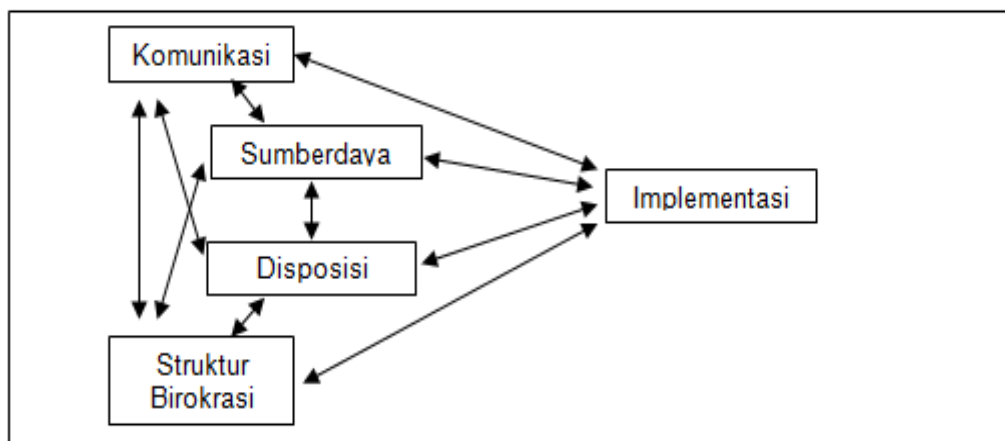 Komunikasi
Sumberdaya
Implementasi
Disposisi
Struktur
Birokrasi